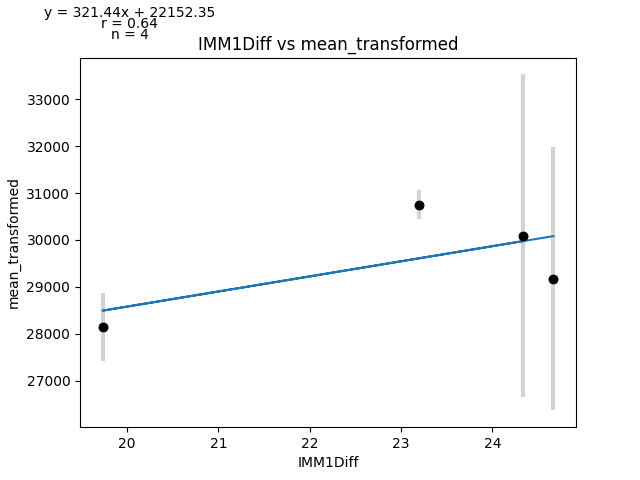 y = 321.44x + 22152.35
r = 0.64
n = 4
IMM1Diff vs mean_transformed
33000
32000
31000
30000
29000
28000
27000
mean_transformed
20 21 22 23 24
IMM1Diff